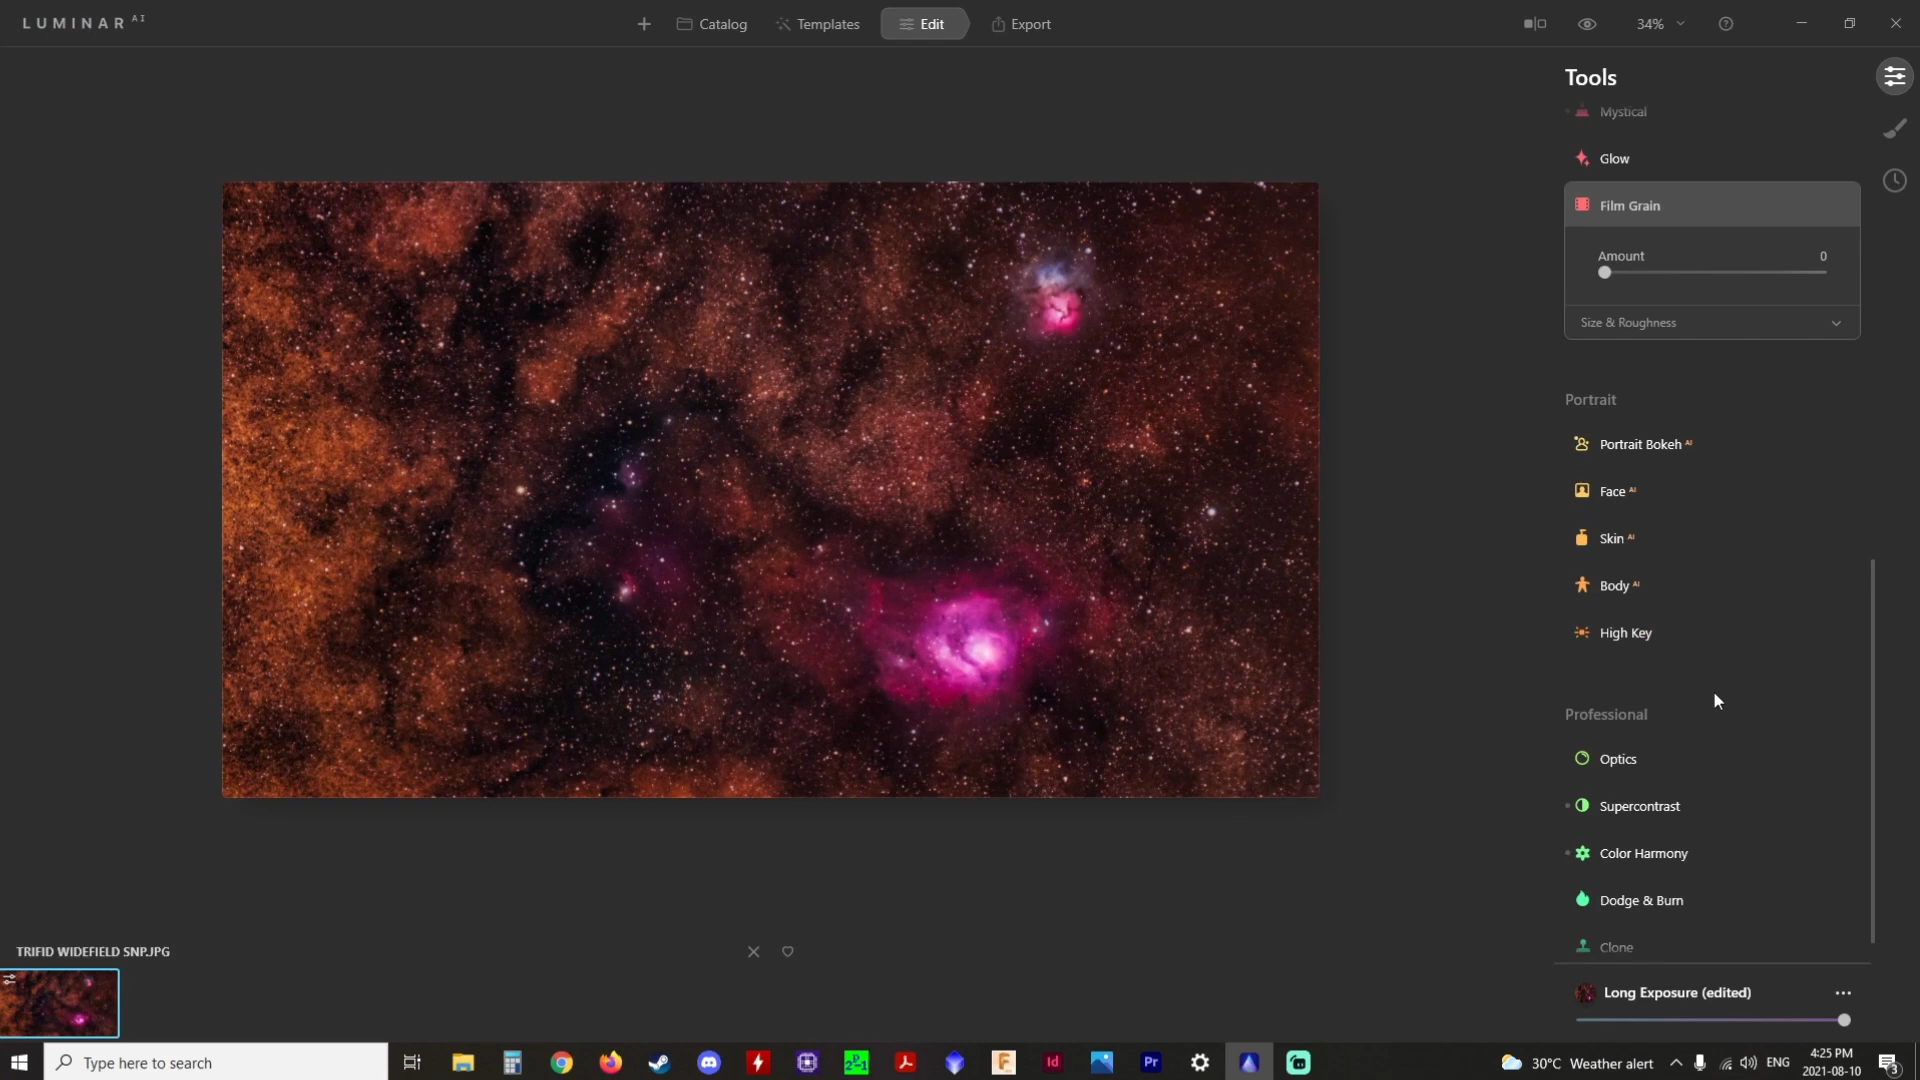 LUMINAR AI
Catalog
Templates
Edit
Export
34%
Tools
Mystical
Glow
Film Grain
Amount 0
Size & Roughness
Portrait
Portrait Bokeh AI
Face AI
Skin AI
Body AI
High Key
Professional
Optics
Supercontrast
Color Harmony
Dodge & Burn
Clone
TRIFID WIDEFIELD SNP.JPG
Long Exposure (edited)
Type here to search
Id
Pr
30°C Weather alert
ENG
4:25 PM
2021-08-10
3